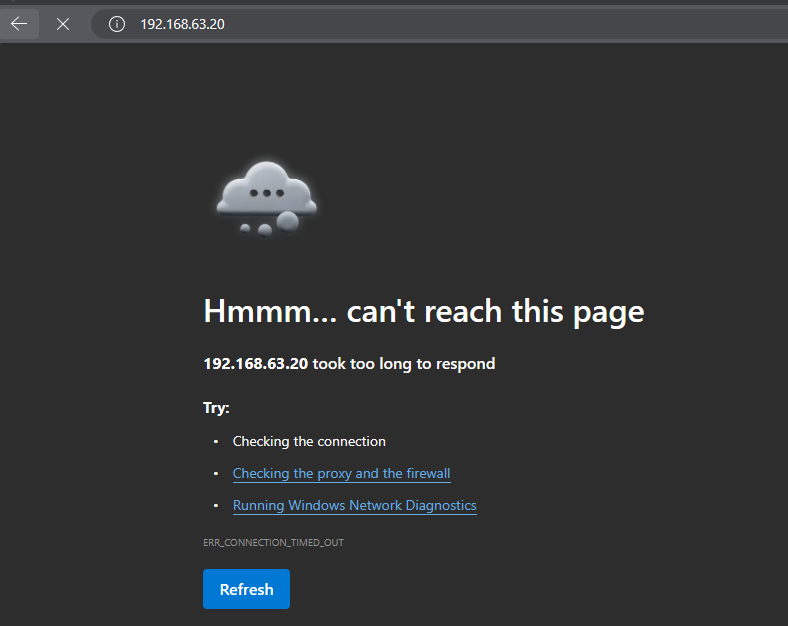 192.168.63.20
Hmmm... can't reach this page
192.168.63.20 took too long to respond
Try:
• Checking the connection
• Checking the proxy and the firewall
• Running Windows Network Diagnostics
ERR_CONNECTION_TIMED_OUT
Refresh